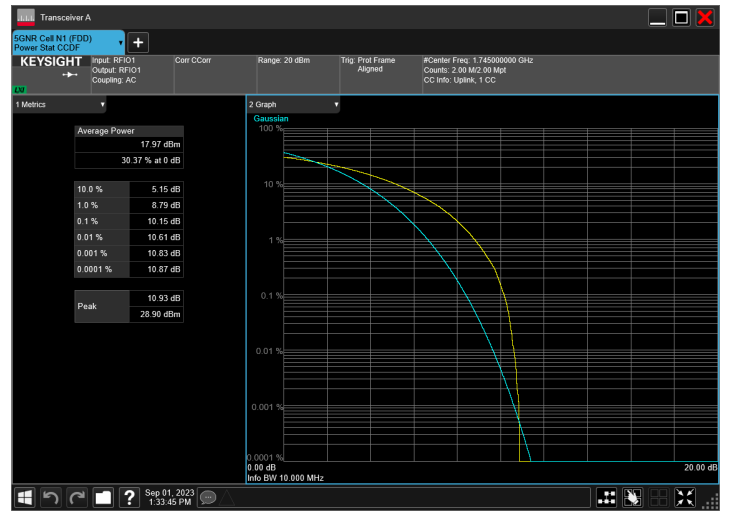 Transceiver A
5GNR Cell N1 (FDD)
Power Stat CCDF
KEYSIGHT
LXI
Input: RFIO1
Output: RFIO1
Coupling: AC
Corr CCorr
Range: 20 dBm
Trig: Prot Frame
Aligned
#Center Freq: 1.745000000 GHz
Counts: 2.00 M/2.00 Mpt
CC Info: Uplink, 1 CC
1 Metrics
Average Power
17.97 dBm
30.37 % at 0 dB
10.0 % 5.15 dB
1.0 % 8.79 dB
0.1 % 10.15 dB
0.01 % 10.61 dB
0.001 % 10.83 dB
0.0001 % 10.87 dB
Peak
10.93 dB
28.90 dBm
2 Graph
Gaussian
100 %
10 %
1 %
0.1 %
0.01 %
0.001 %
0.0001 %
0.00 dB 20.00 dB
Info BW 10.000 MHz
? Sep 01, 2023
1:33:45 PM